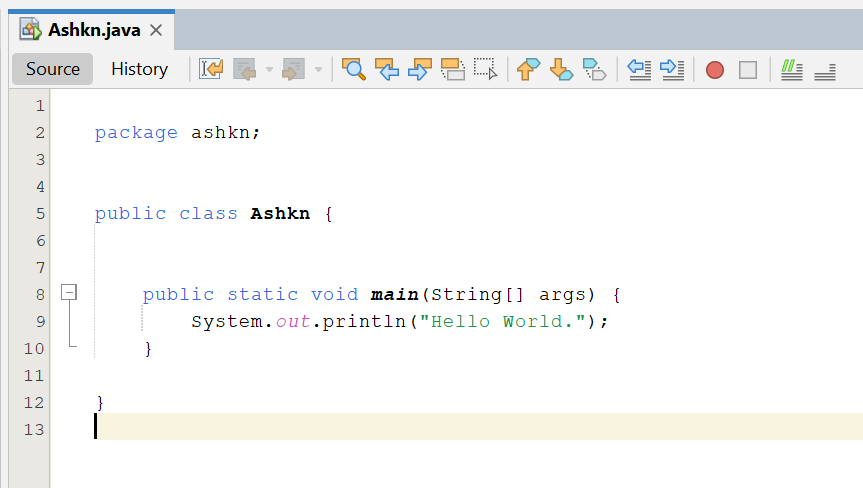 Ashkn.java
Source History
1
2 package ashkn;
3
4
5 public class Ashkn {
6
7
8 public static void main(String[] args) {
9 System.out.println("Hello World.");
10 }
11
12 }
13